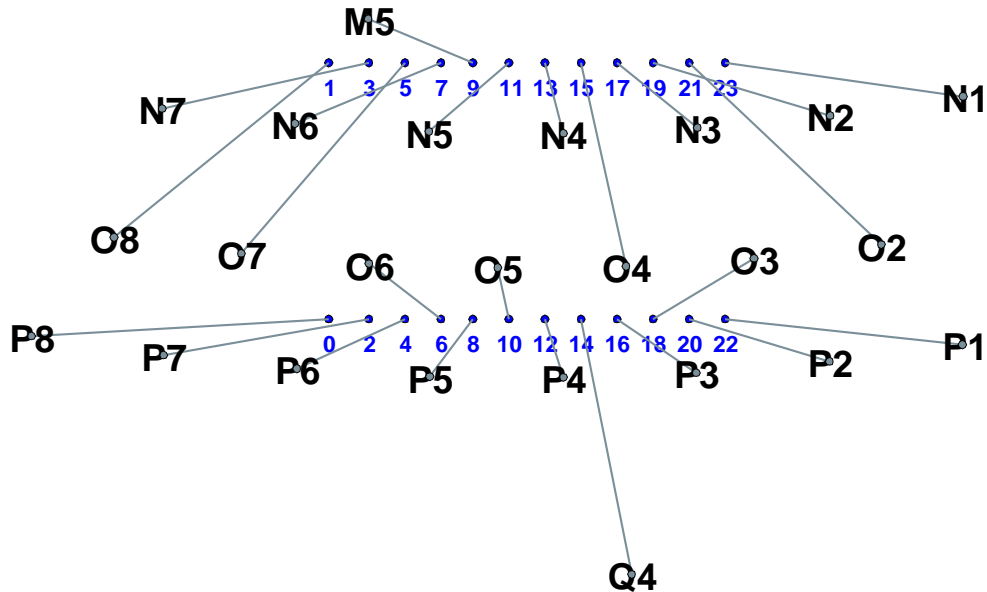 M5
1 3 5 7 9 11 13 15 17 19 21 23
N7 N6 N5 N4 N3 N2 N1
O8 O7 O6 O5 O4 O3 O2
0 2 4 6 8 10 12 14 16 18 20 22
P8 P7 P6 P5 P4 P3 P2 P1
Q4